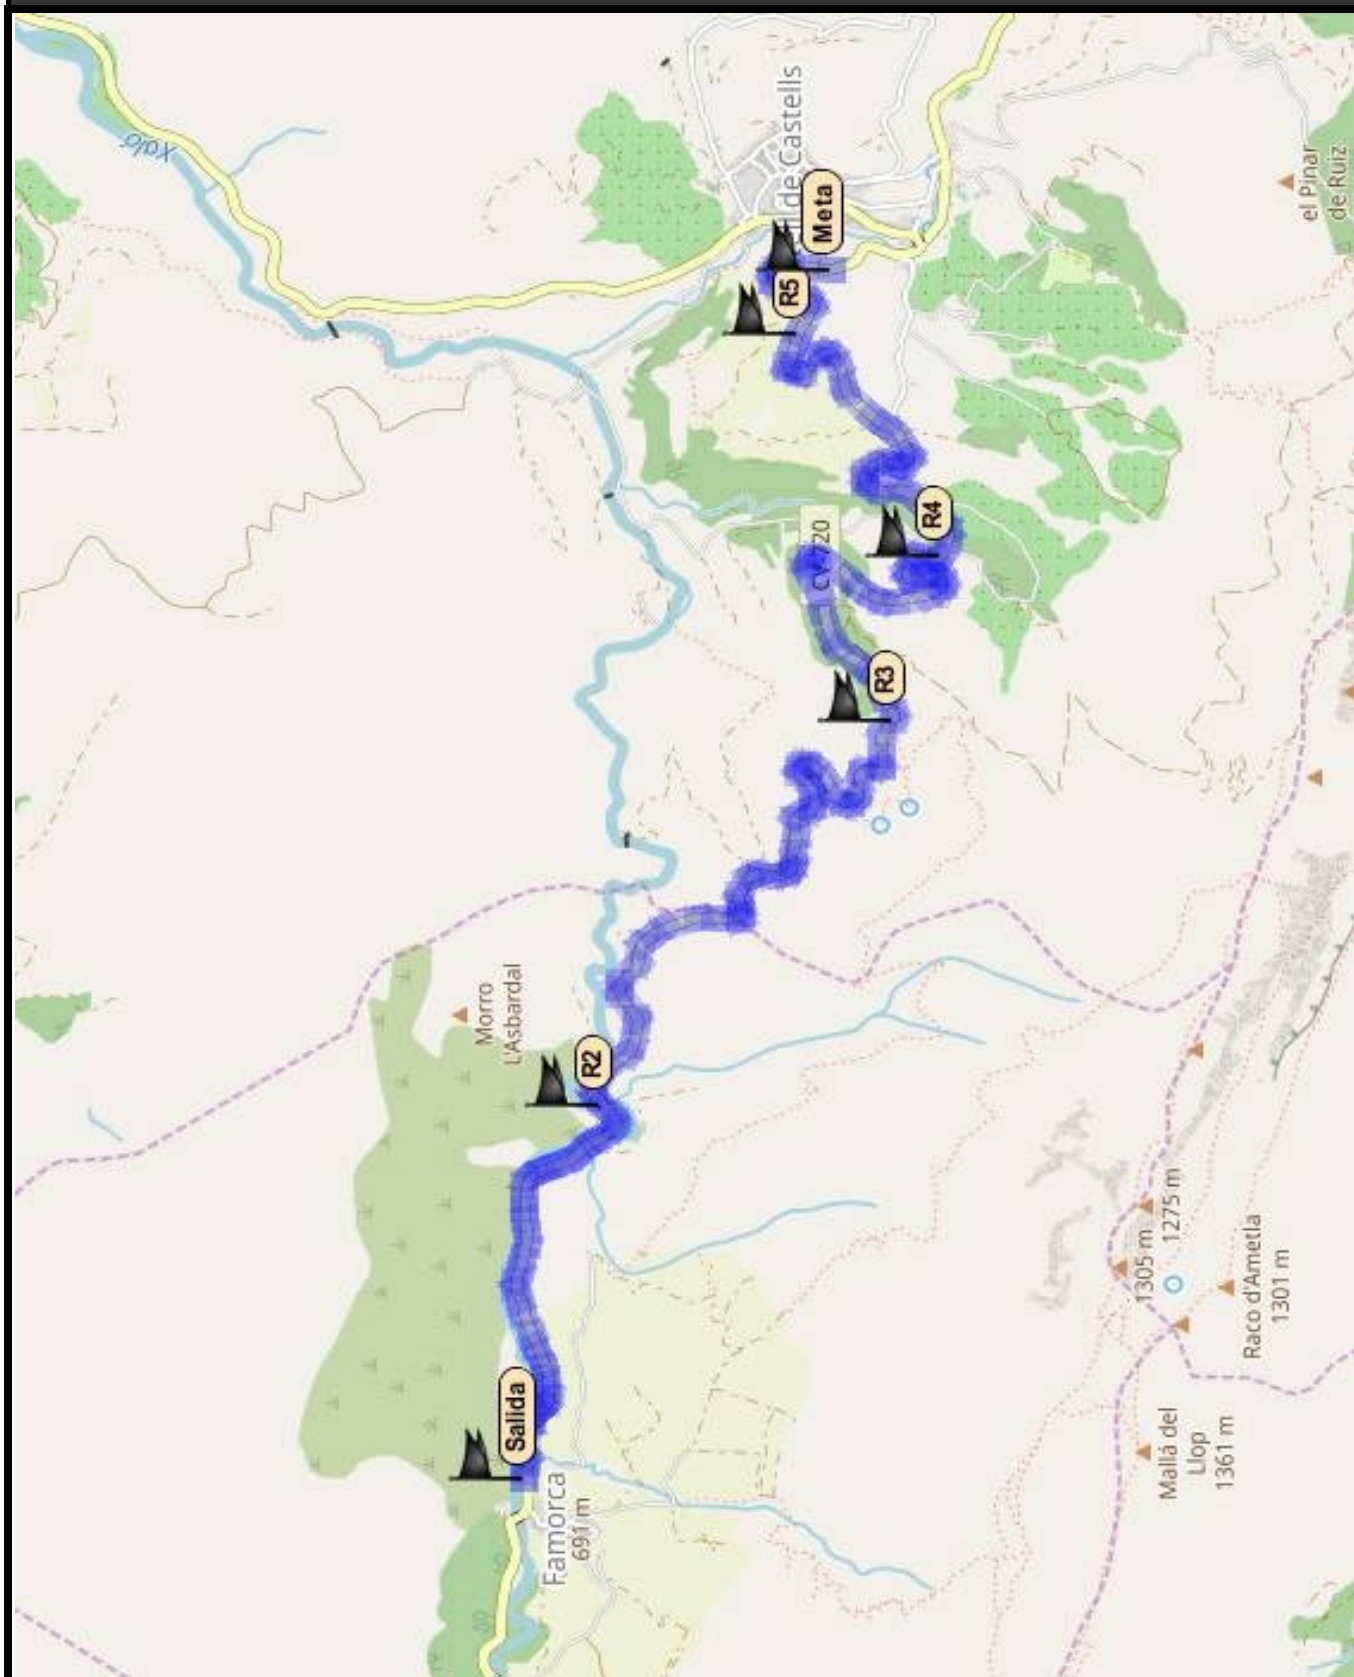 Xaló
Morro
L'Asbardal
Salida
Famorca
691 m
R2
R5
de Castells
Meta
CV-720
R3
R4
1305 m
1275 m
Mallá del
Llop
1361 m
Raco d'Ametla
1301 m
el Pinar
de Ruiz